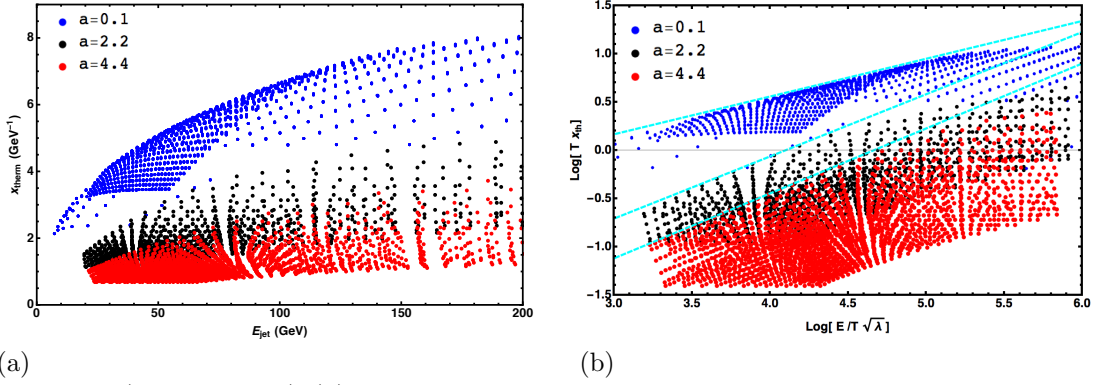 a=0.1
a=2.2
a=4.4
8
6
4
2
0
0
50
100
150
200
x_therm (GeV⁻¹)
E_jet (GeV)
(a)
a=0.1
a=2.2
a=4.4
1.5
1.0
0.5
0.0
-0.5
-1.0
-1.5
3.0
3.5
4.0
4.5
5.0
5.5
6.0
Log[ T x_th]
Log[ E/T √λ ]
(b)